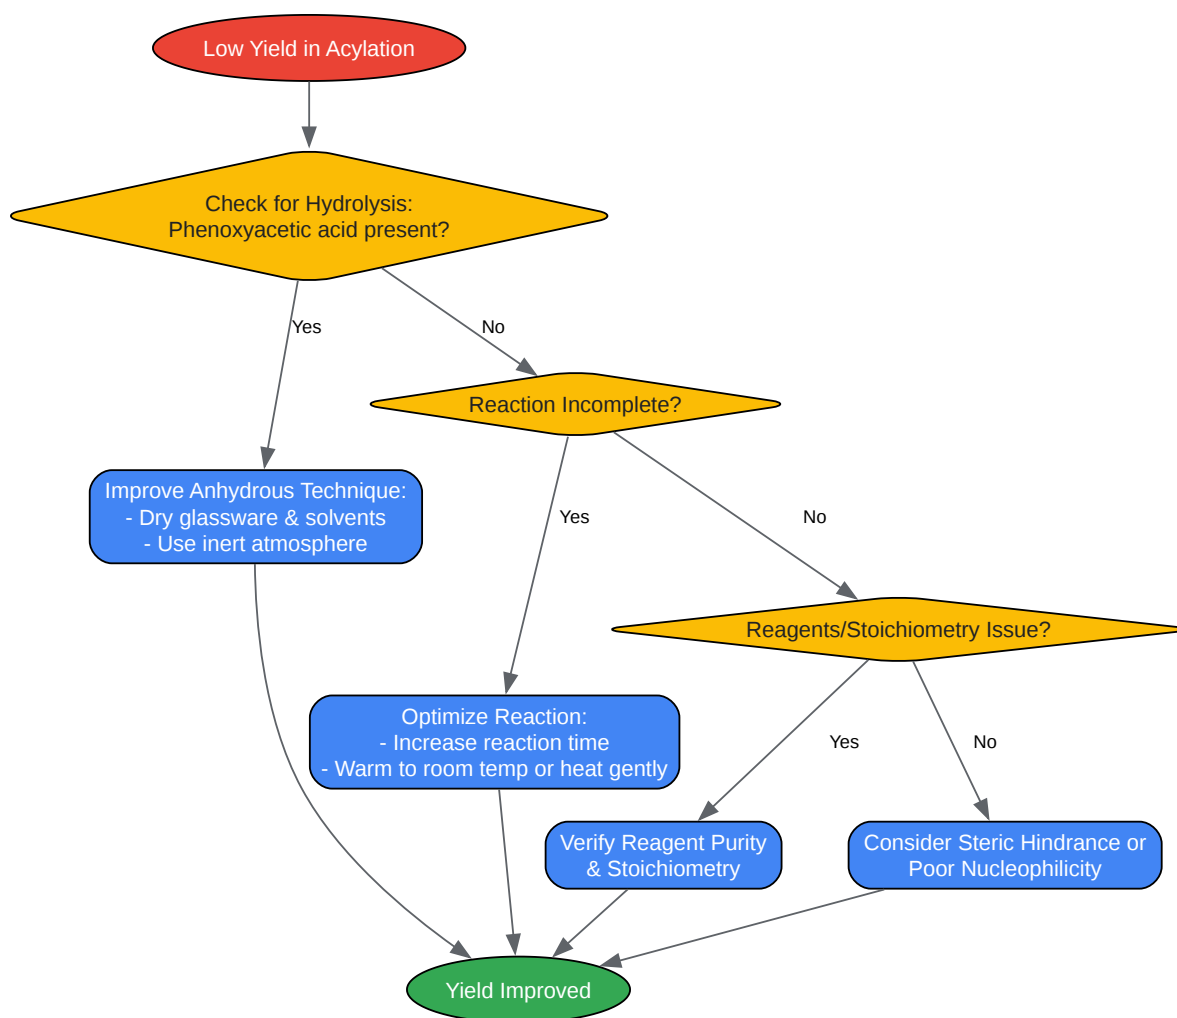 Low Yield in Acylation
Check for Hydrolysis:
Phenoxyacetic acid present?
Yes
No
Reaction Incomplete?
Improve Anhydrous Technique:
- Dry glassware & solvents
- Use inert atmosphere
Yes
No
Reagents/Stoichiometry Issue?
Optimize Reaction:
- Increase reaction time
- Warm to room temp or heat gently
Yes
No
Verify Reagent Purity
& Stoichiometry
Consider Steric Hindrance or
Poor Nucleophilicity
Yield Improved